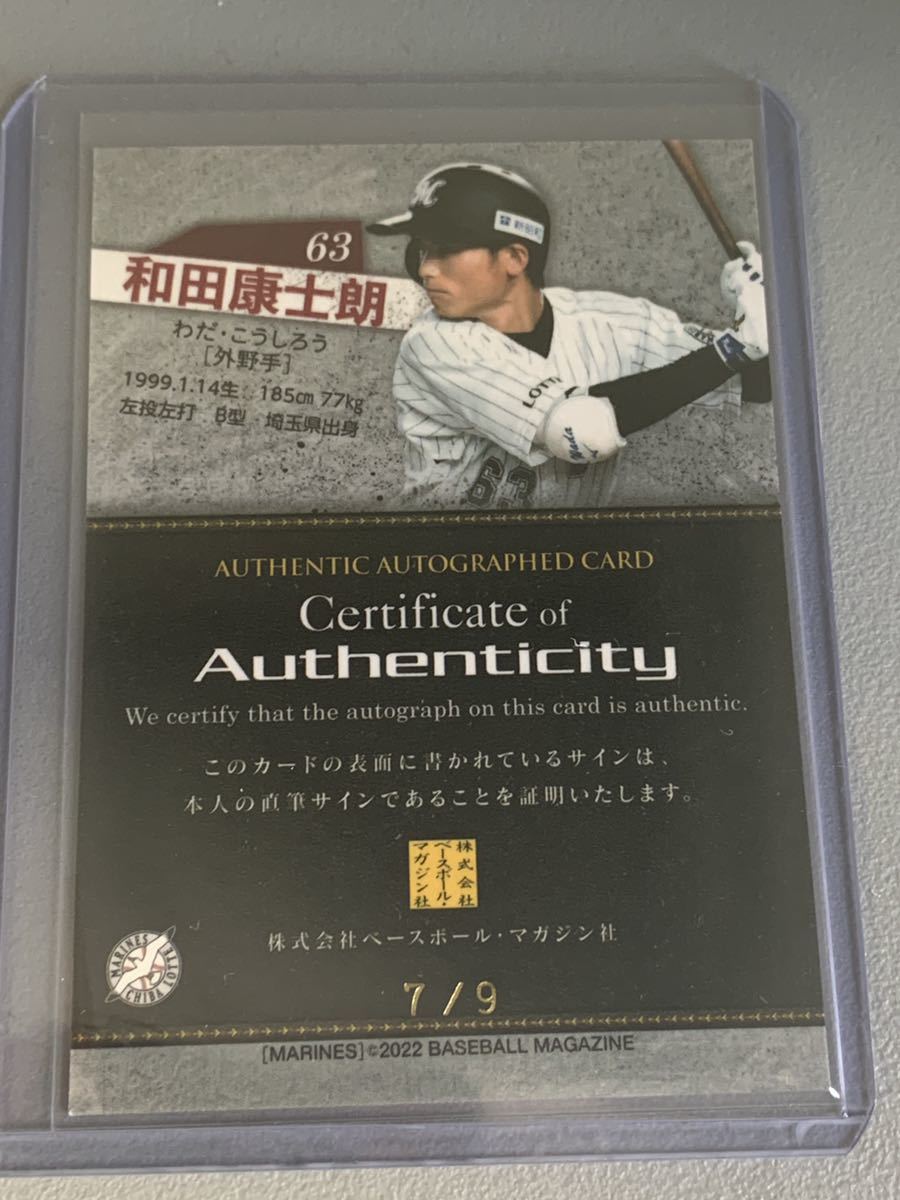 63
和田康士朗
わだ・こうしろう
[外野手]
1999.1.14生 185cm 77kg
左投左打 B型 埼玉県出身
M
LOTTE
63
AUTHENTIC AUTOGRAPHED CARD
Certificate of
Authenticity
We certify that the autograph on this card is authentic.
このカードの表面に書かれているサインは、
本人の直筆サインであることを証明いたします。
株式会社
ベースボール・
マガジン社
株式会社ベースボール・マガジン社
MARINES
CHIBA LOTTE
7/9
[MARINES]©2022 BASEBALL MAGAZINE